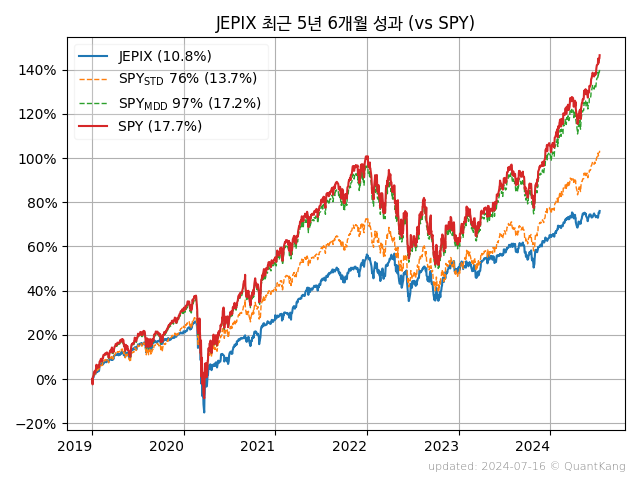 JEPIX 최근 5년 6개월 성과 (vs SPY)
JEPIX (10.8%)
SPY_STD 76% (13.7%)
SPY_MDD 97% (17.2%)
SPY (17.7%)
140%
120%
100%
80%
60%
40%
20%
0%
−20%
2019 2020 2021 2022 2023 2024
updated: 2024-07-16 © QuantKang